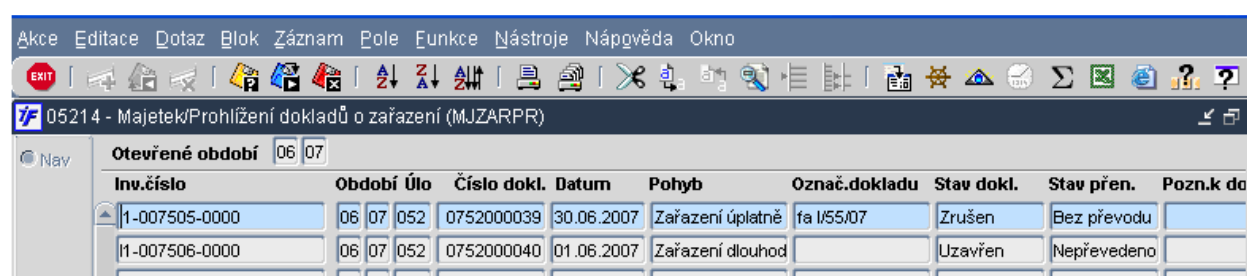 Akce Editace Dotaz Blok Záznam Pole Funkce Nástroje Nápověda Okno
EXIT
05214 - Majetek/Prohlížení dokladů o zařazení (MJZARPR)
Nav Otevřené období 06 07
Inv.číslo Období Úlo Číslo dokl. Datum Pohyb Označ.dokladu Stav dokl. Stav přen. Pozn.k do
I1-007505-0000 06 07 052 0752000039 30.06.2007 Zařazení úplatně fa I/55/07 Zrušen Bez převodu
I1-007506-0000 06 07 052 0752000040 01.06.2007 Zařazení dlouhod Uzavřen Nepřevedeno